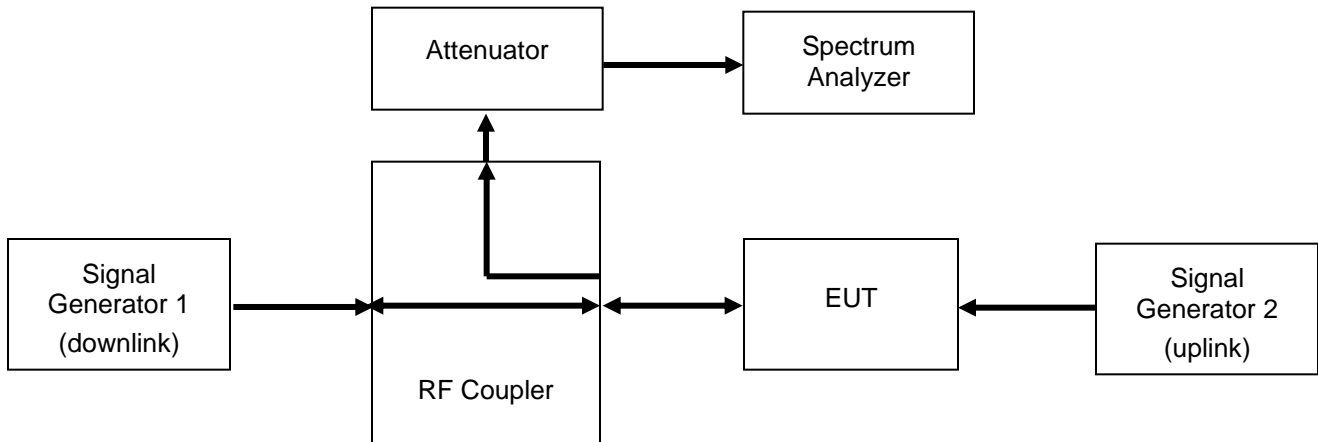 Attenuator
Spectrum
Analyzer
Signal
Generator 1
(downlink)
RF Coupler
EUT
Signal
Generator 2
(uplink)